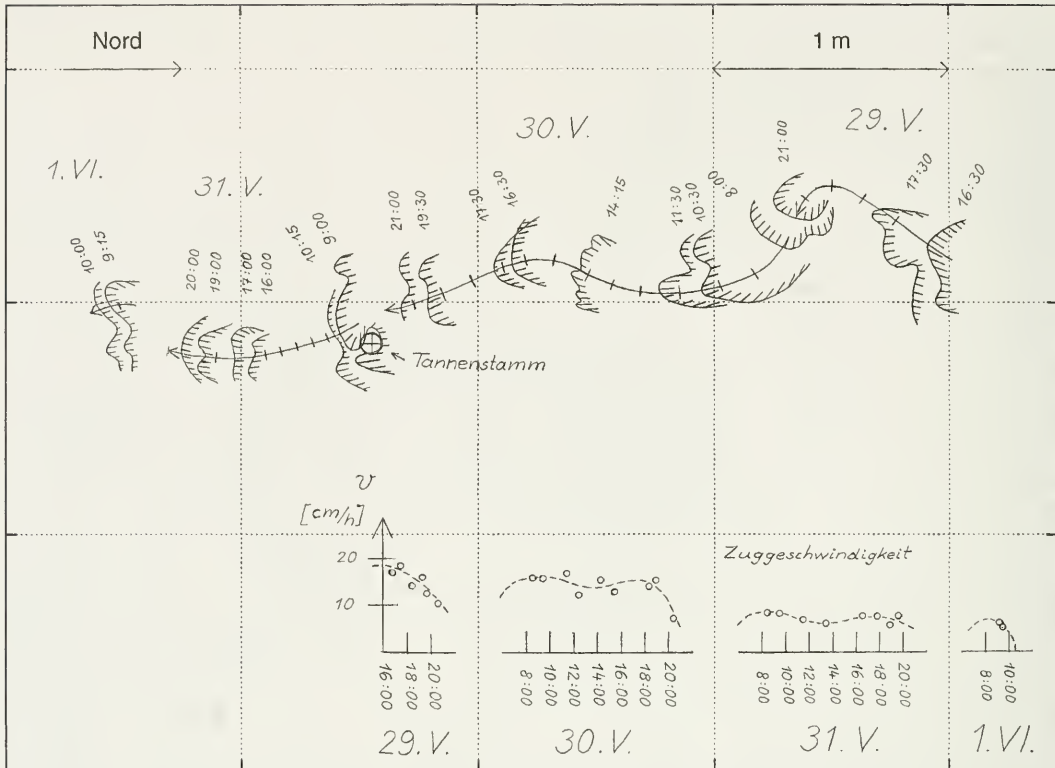 Nord
1 m
30. V.
29. V.
1. VI.
31. V.
10:00
9:15
20:00
19:00
17:00
16:00
10:15
9:00
21:00
19:30
17:30
16:30
14:15
11:30
10:30
8:00
21:00
17:30
16:30
Tannenstamm
v
[cm/h]
20
10
Zuggeschwindigkeit
16:00
18:00
20:00
8:00
10:00
12:00
14:00
16:00
18:00
20:00
8:00
10:00
12:00
14:00
16:00
18:00
20:00
8:00
10:00
29. V.
30. V.
31. V.
1. VI.